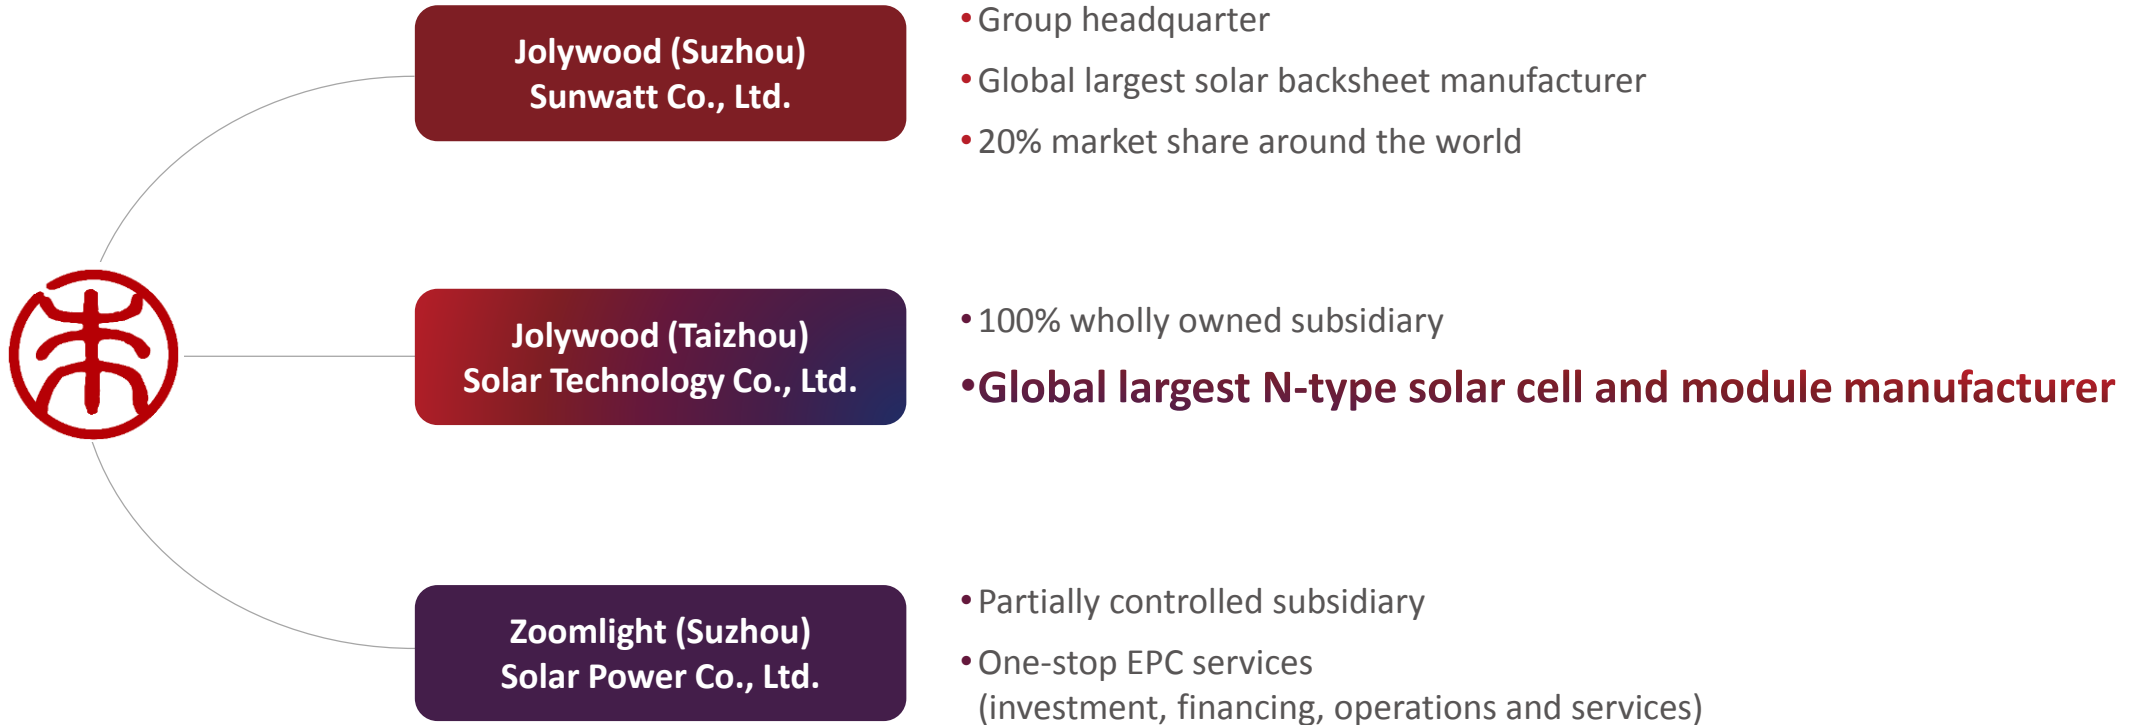 Jolywood (Suzhou)
Sunwatt Co., Ltd.
•Group headquarter
•Global largest solar backsheet manufacturer
•20% market share around the world
Jolywood (Taizhou)
Solar Technology Co., Ltd.
•100% wholly owned subsidiary
•Global largest N-type solar cell and module manufacturer
Zoomlight (Suzhou)
Solar Power Co., Ltd.
•Partially controlled subsidiary
•One-stop EPC services
(investment, financing, operations and services)